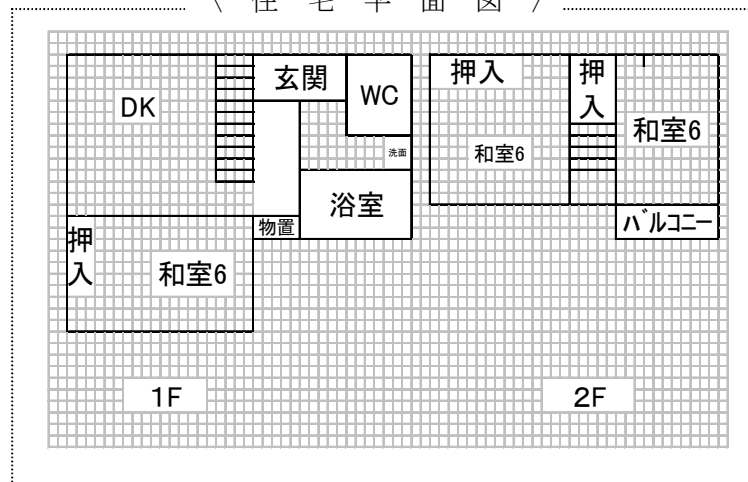 〈 住 宅 平 面 図 〉
DK
玄関
WC
洗面
浴室
物置
押入
和室6
1F
押入
和室6
押入
和室6
バルコニー
2F